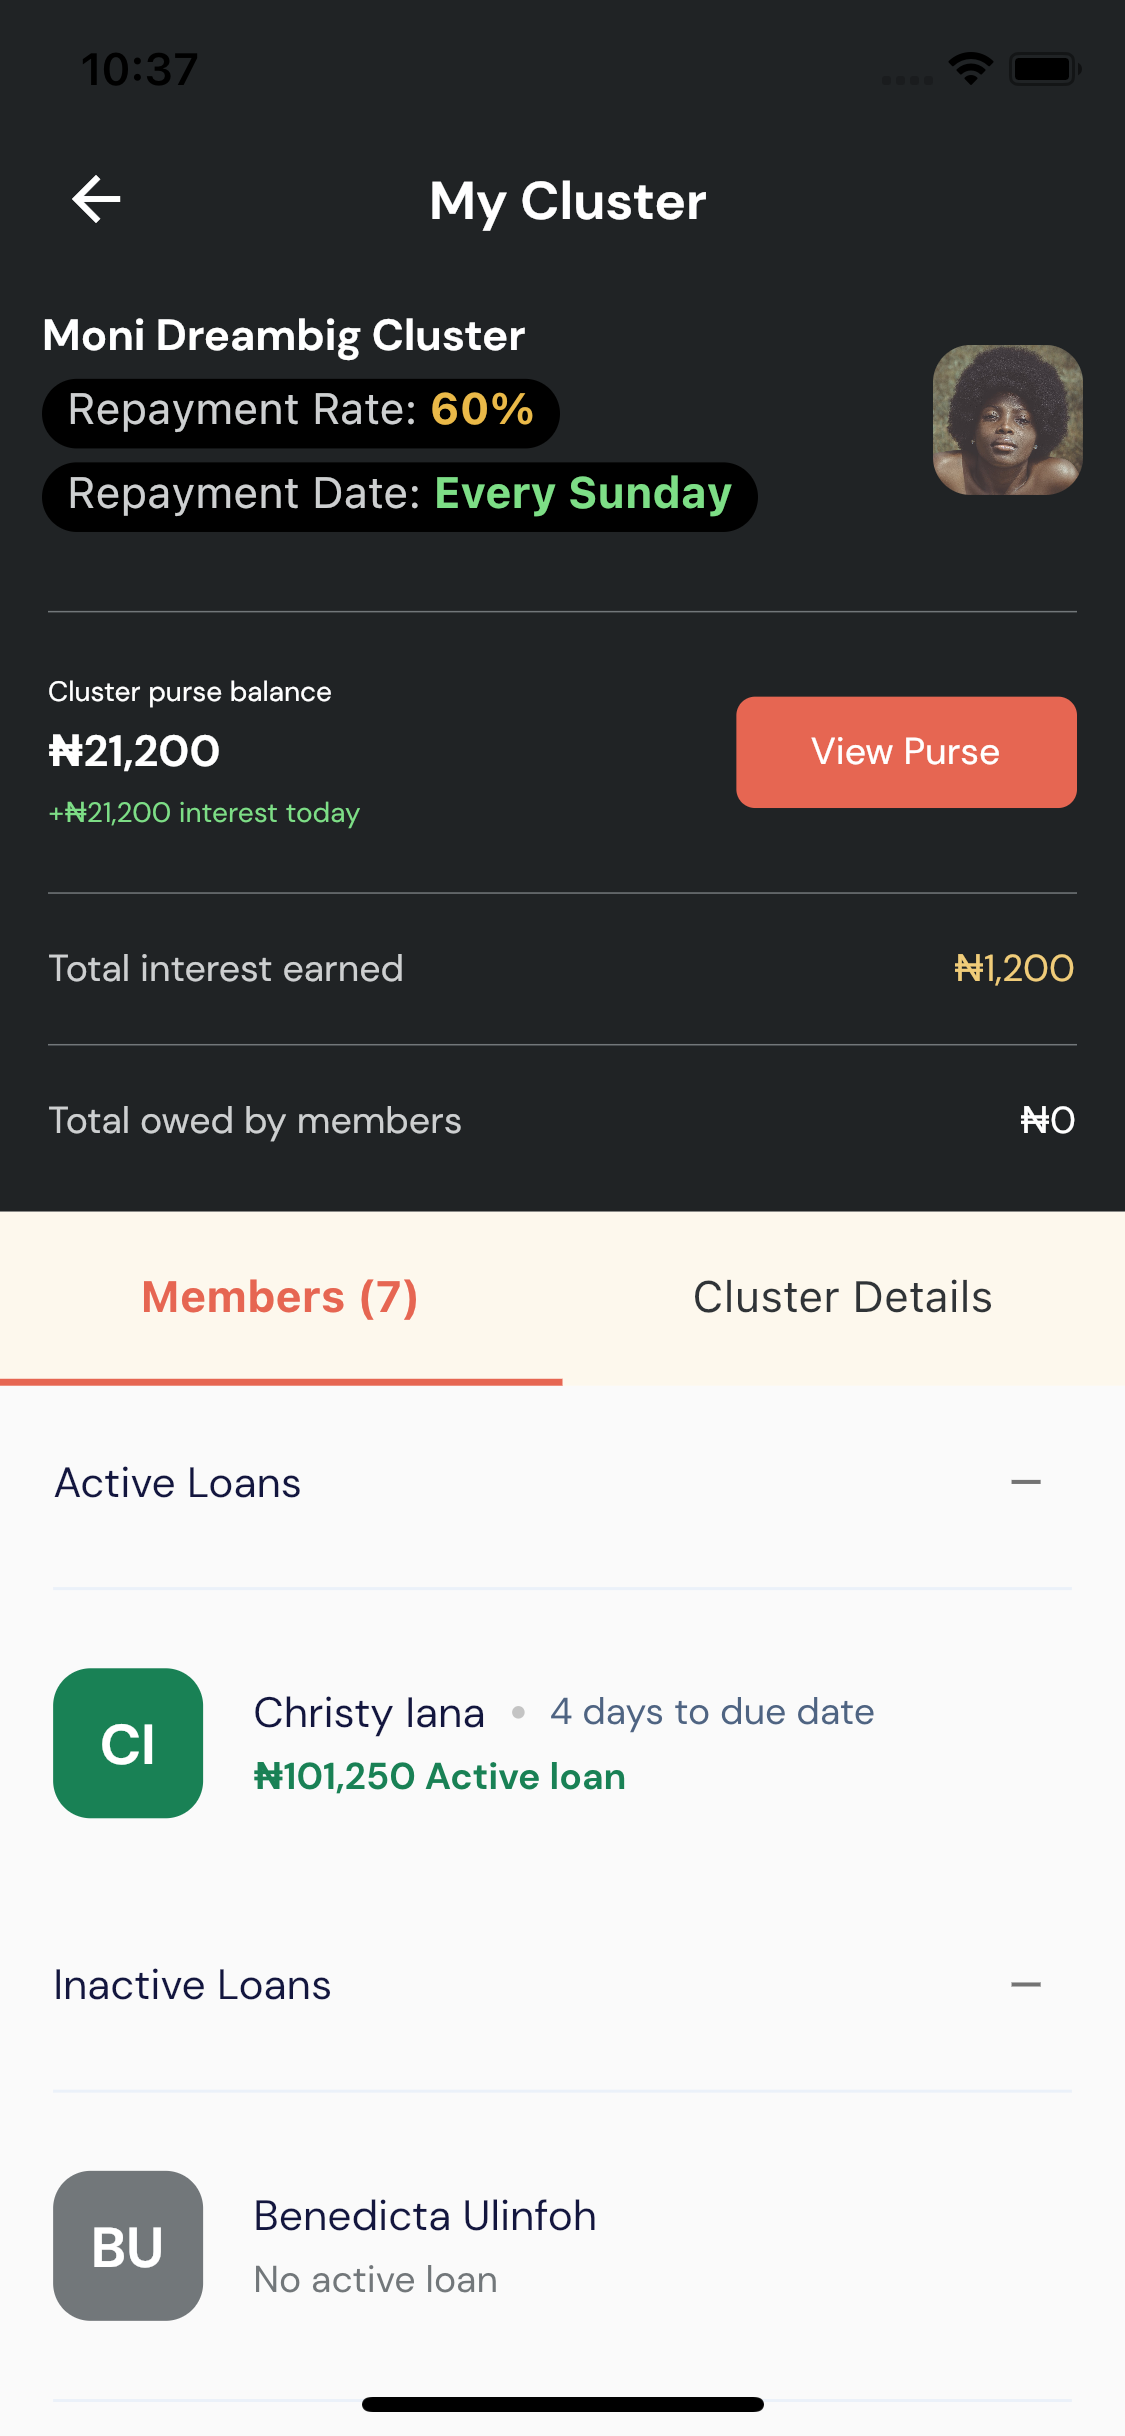 10:37
My Cluster
Moni Dreambig Cluster
Repayment Rate: 60%
Repayment Date: Every Sunday
Cluster purse balance
₦21,200
View Purse
+₦21,200 interest today
Total interest earned ₦1,200
Total owed by members ₦0
Members (7) Cluster Details
Active Loans
CI
Christy Iana • 4 days to due date
₦101,250 Active loan
Inactive Loans
BU
Benedicta Ulinfoh
No active loan